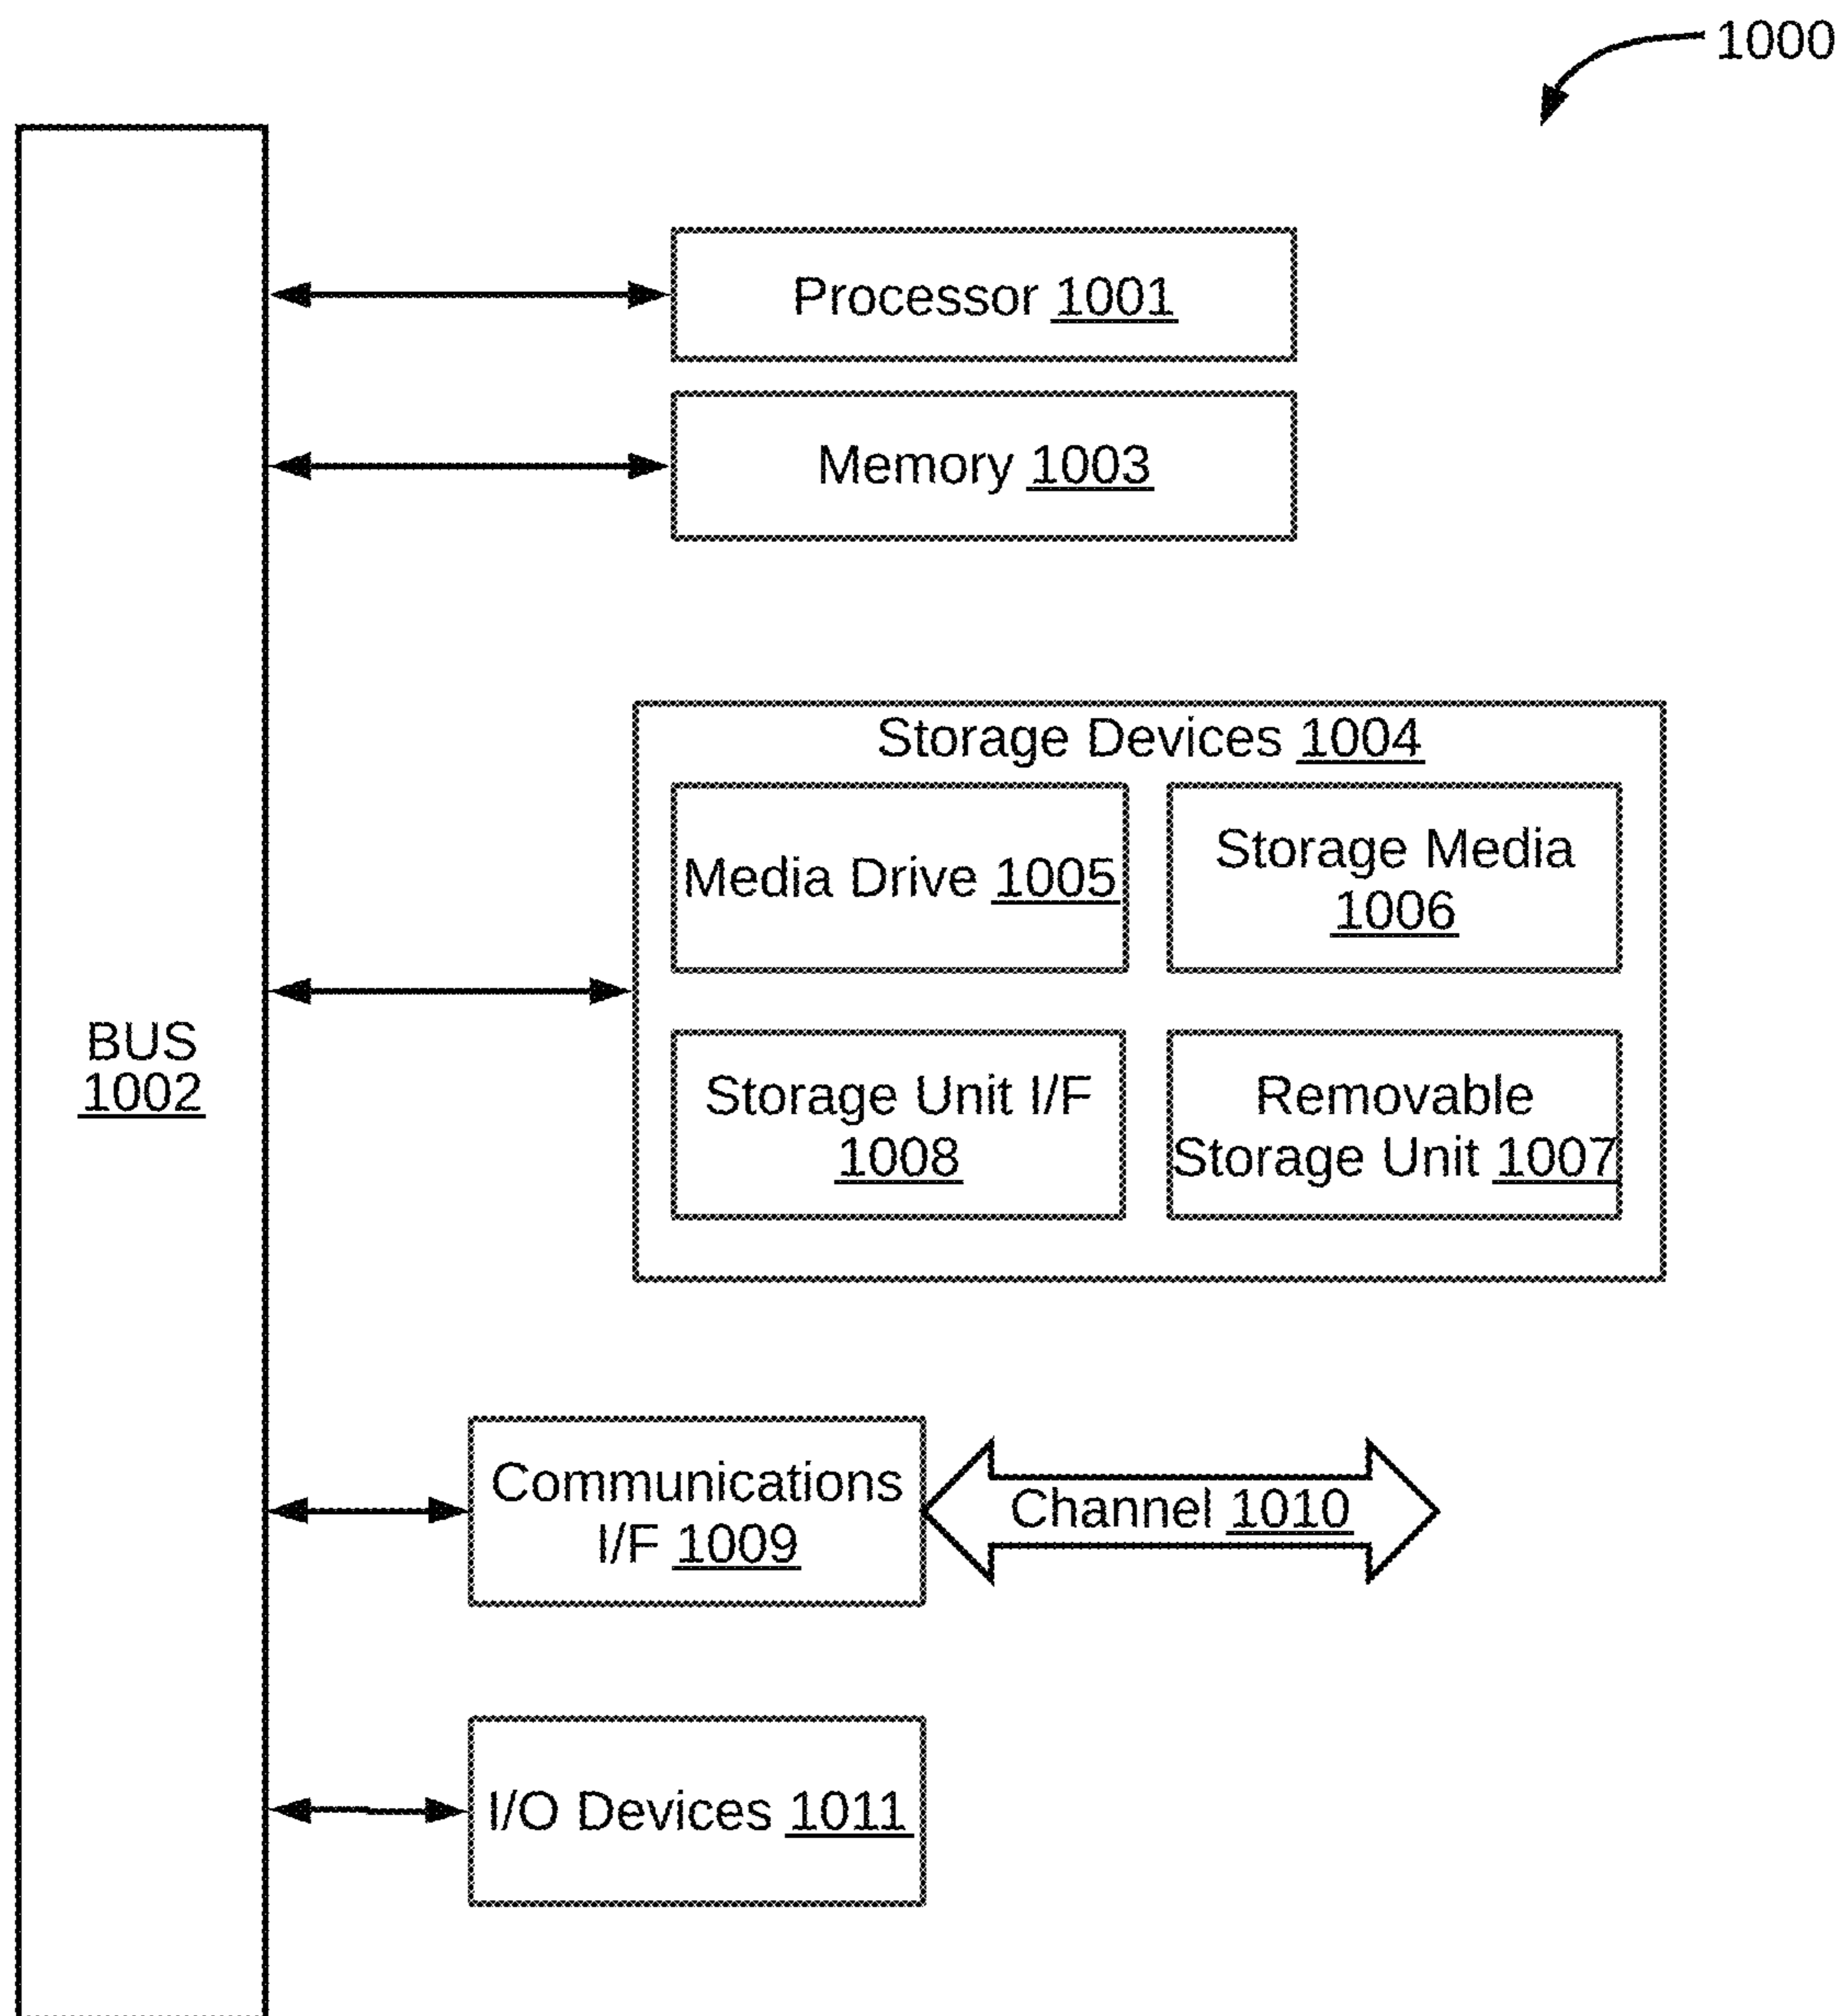 1000
Processor 1001
Memory 1003
Storage Devices 1004
Media Drive 1005
Storage Media
1006
Storage Unit I/F
1008
Removable
Storage Unit 1007
BUS
1002
Communications
I/F 1009
Channel 1010
I/O Devices 1011